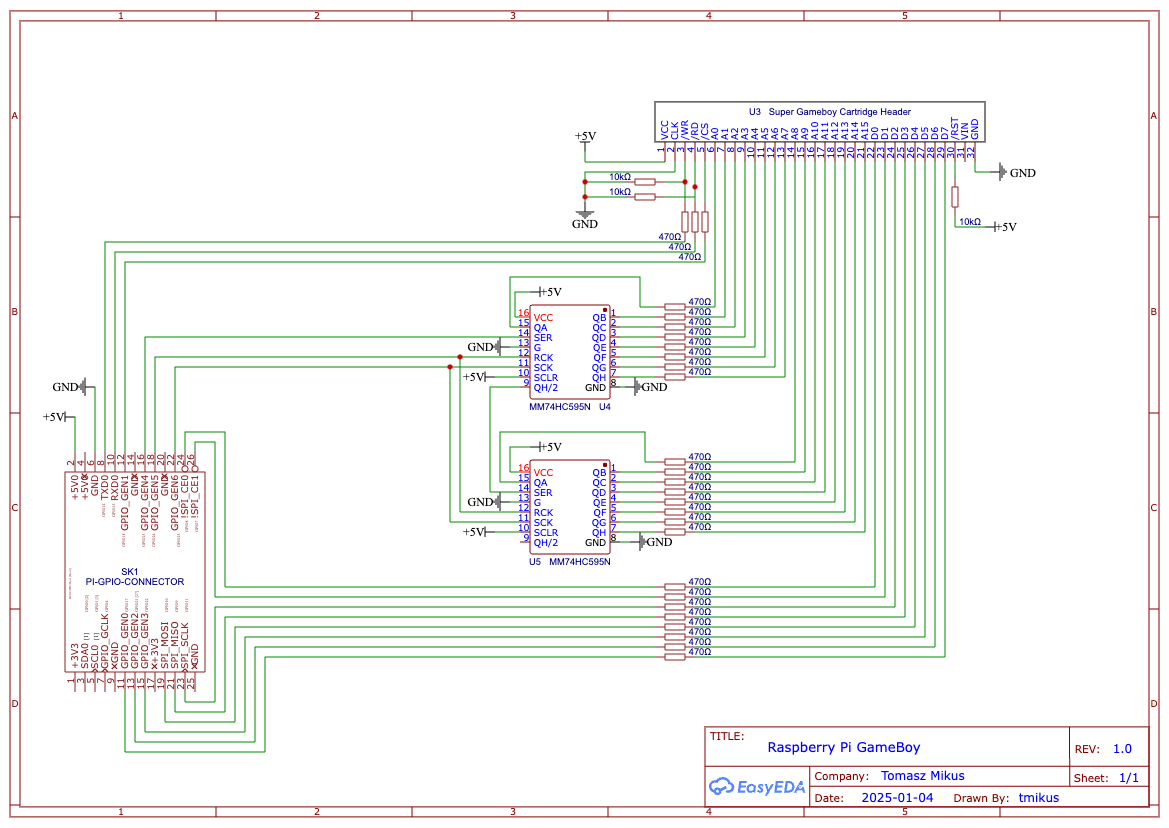 1 2 3 4 5
A A
B B
C C
D D
1 2 3 4 5
U3 Super Gameboy Cartridge Header
VCC CLK /WR /RD /CS A0 A1 A2 A3 A4 A5 A6 A7 A8 A9 A10 A11 A12 A13 A14 A15 D0 D1 D2 D3 D4 D5 D6 D7 /RST VIN GND
1 2 3 4 5 6 7 8 9 10 11 12 13 14 15 16 17 18 19 20 21 22 23 24 25 26 27 28 29 30 31 32
+5V
10kΩ
10kΩ
GND
GND
10kΩ
+5V
470Ω
470Ω
470Ω
+5V
470Ω
470Ω
470Ω
470Ω
470Ω
470Ω
470Ω
470Ω
16 VCC QB 1
15 QA QC 2
14 SER QD 3
GND 13 G QE 4
12 RCK QF 5
11 SCK QG 6
+5V 10 SCLR QH 7
9 QH/2 GND 8 GND
MM74HC595N U4
GND
+5V
+5V
470Ω
470Ω
470Ω
470Ω
470Ω
470Ω
470Ω
470Ω
16 VCC QB 1
15 QA QC 2
14 SER QD 3
GND 13 G QE 4
12 RCK QF 5
11 SCK QG 6
+5V 10 SCLR QH 7
9 QH/2 GND 8 GND
U5 MM74HC595N
2 4 6 8 10 12 14 16 18 20 22 24 26
+5V0 +5V0 GND TXD0 RXD0 GPIO_GEN1 GND GPIO_GEN4 GPIO_GEN5 GND GPIO_GEN6 !SPI_CE0 !SPI_CE1
SK1
PI-GPIO-CONNECTOR
+3V3 SDA0 [1] SCL0 [1] GPIO_GCLK GND GPIO_GEN0 GPIO_GEN2 GPIO_GEN3 +3V3 SPI_MOSI SPI_MISO SPI_SCLK GND
1 3 5 7 9 11 13 15 17 19 21 23 25
470Ω
470Ω
470Ω
470Ω
470Ω
470Ω
470Ω
470Ω
TITLE:
Raspberry Pi GameBoy
REV: 1.0
EasyEDA
Company: Tomasz Mikus
Sheet: 1/1
Date: 2025-01-04 Drawn By: tmikus